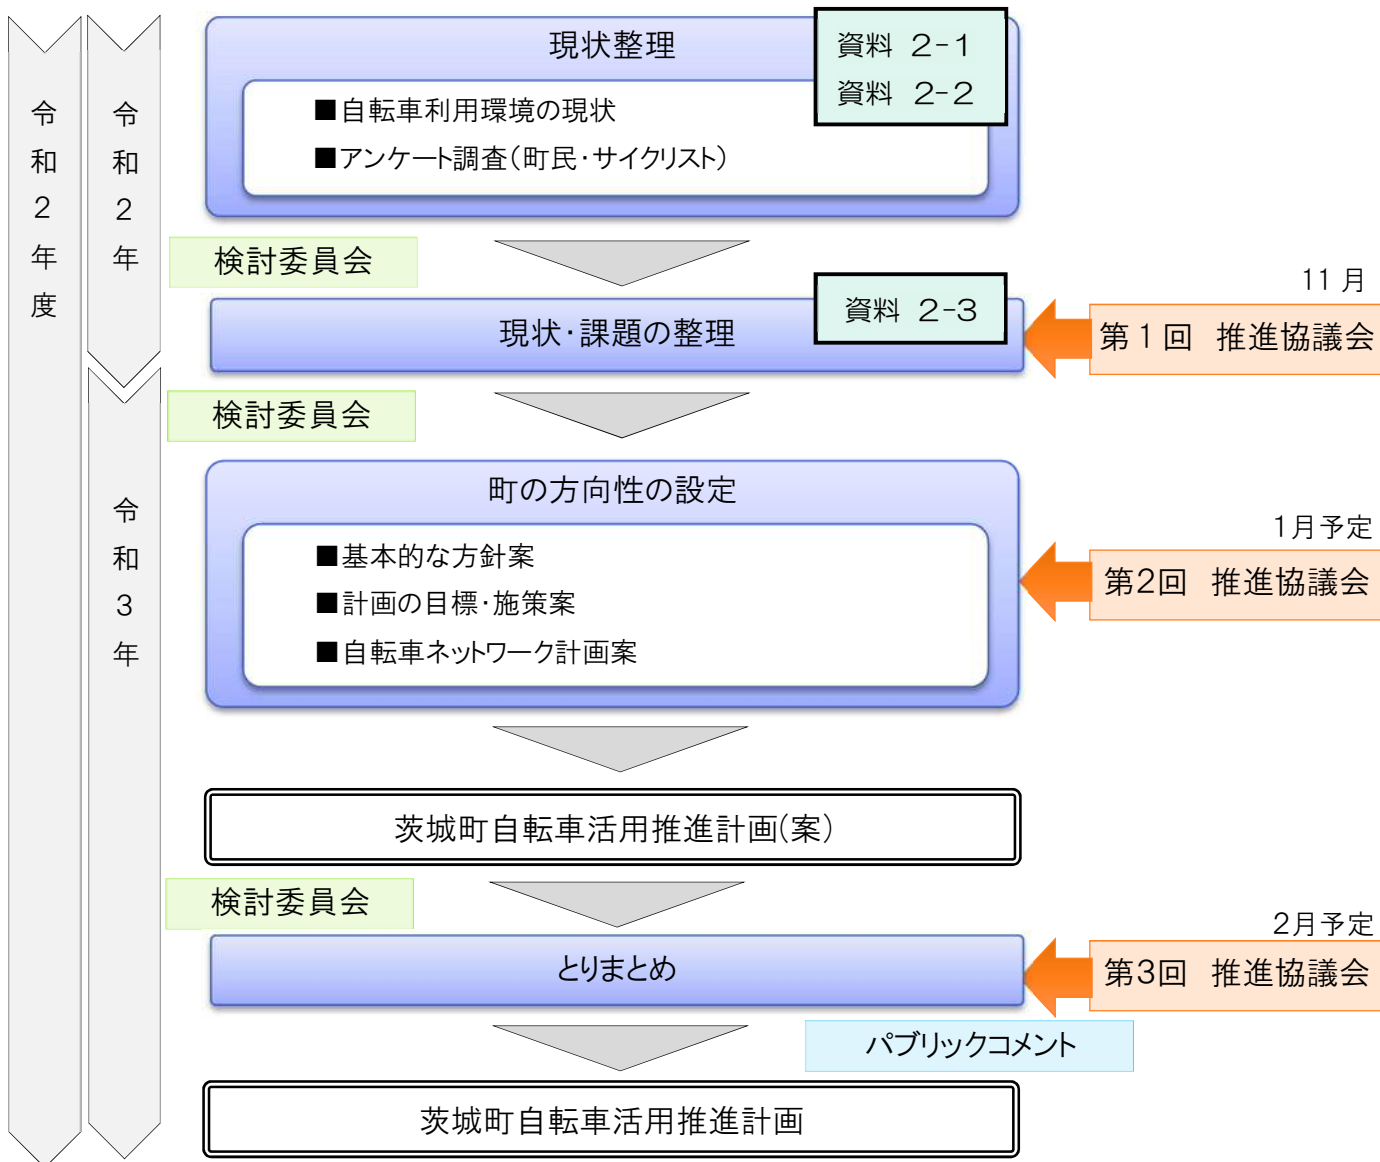 令和2年度
令和2年
令和3年
現状整理
資料 2-1
資料 2-2
■自転車利用環境の現状
■アンケート調査(町民・サイクリスト)
検討委員会
現状・課題の整理
資料 2-3
11 月
第1回 推進協議会
検討委員会
町の方向性の設定
■基本的な方針案
■計画の目標・施策案
■自転車ネットワーク計画案
1月予定
第2回 推進協議会
茨城町自転車活用推進計画(案)
検討委員会
とりまとめ
2月予定
第3回 推進協議会
パブリックコメント
茨城町自転車活用推進計画